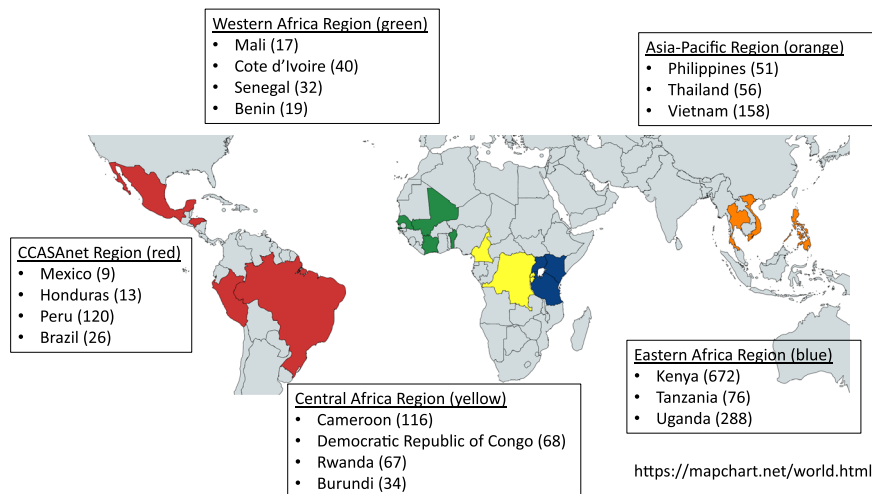 Western Africa Region (green)
• Mali (17)
• Cote d’Ivoire (40)
• Senegal (32)
• Benin (19)
Asia-Pacific Region (orange)
• Philippines (51)
• Thailand (56)
• Vietnam (158)
CCASAnet Region (red)
• Mexico (9)
• Honduras (13)
• Peru (120)
• Brazil (26)
Eastern Africa Region (blue)
• Kenya (672)
• Tanzania (76)
• Uganda (288)
Central Africa Region (yellow)
• Cameroon (116)
• Democratic Republic of Congo (68)
• Rwanda (67)
• Burundi (34)
https://mapchart.net/world.html